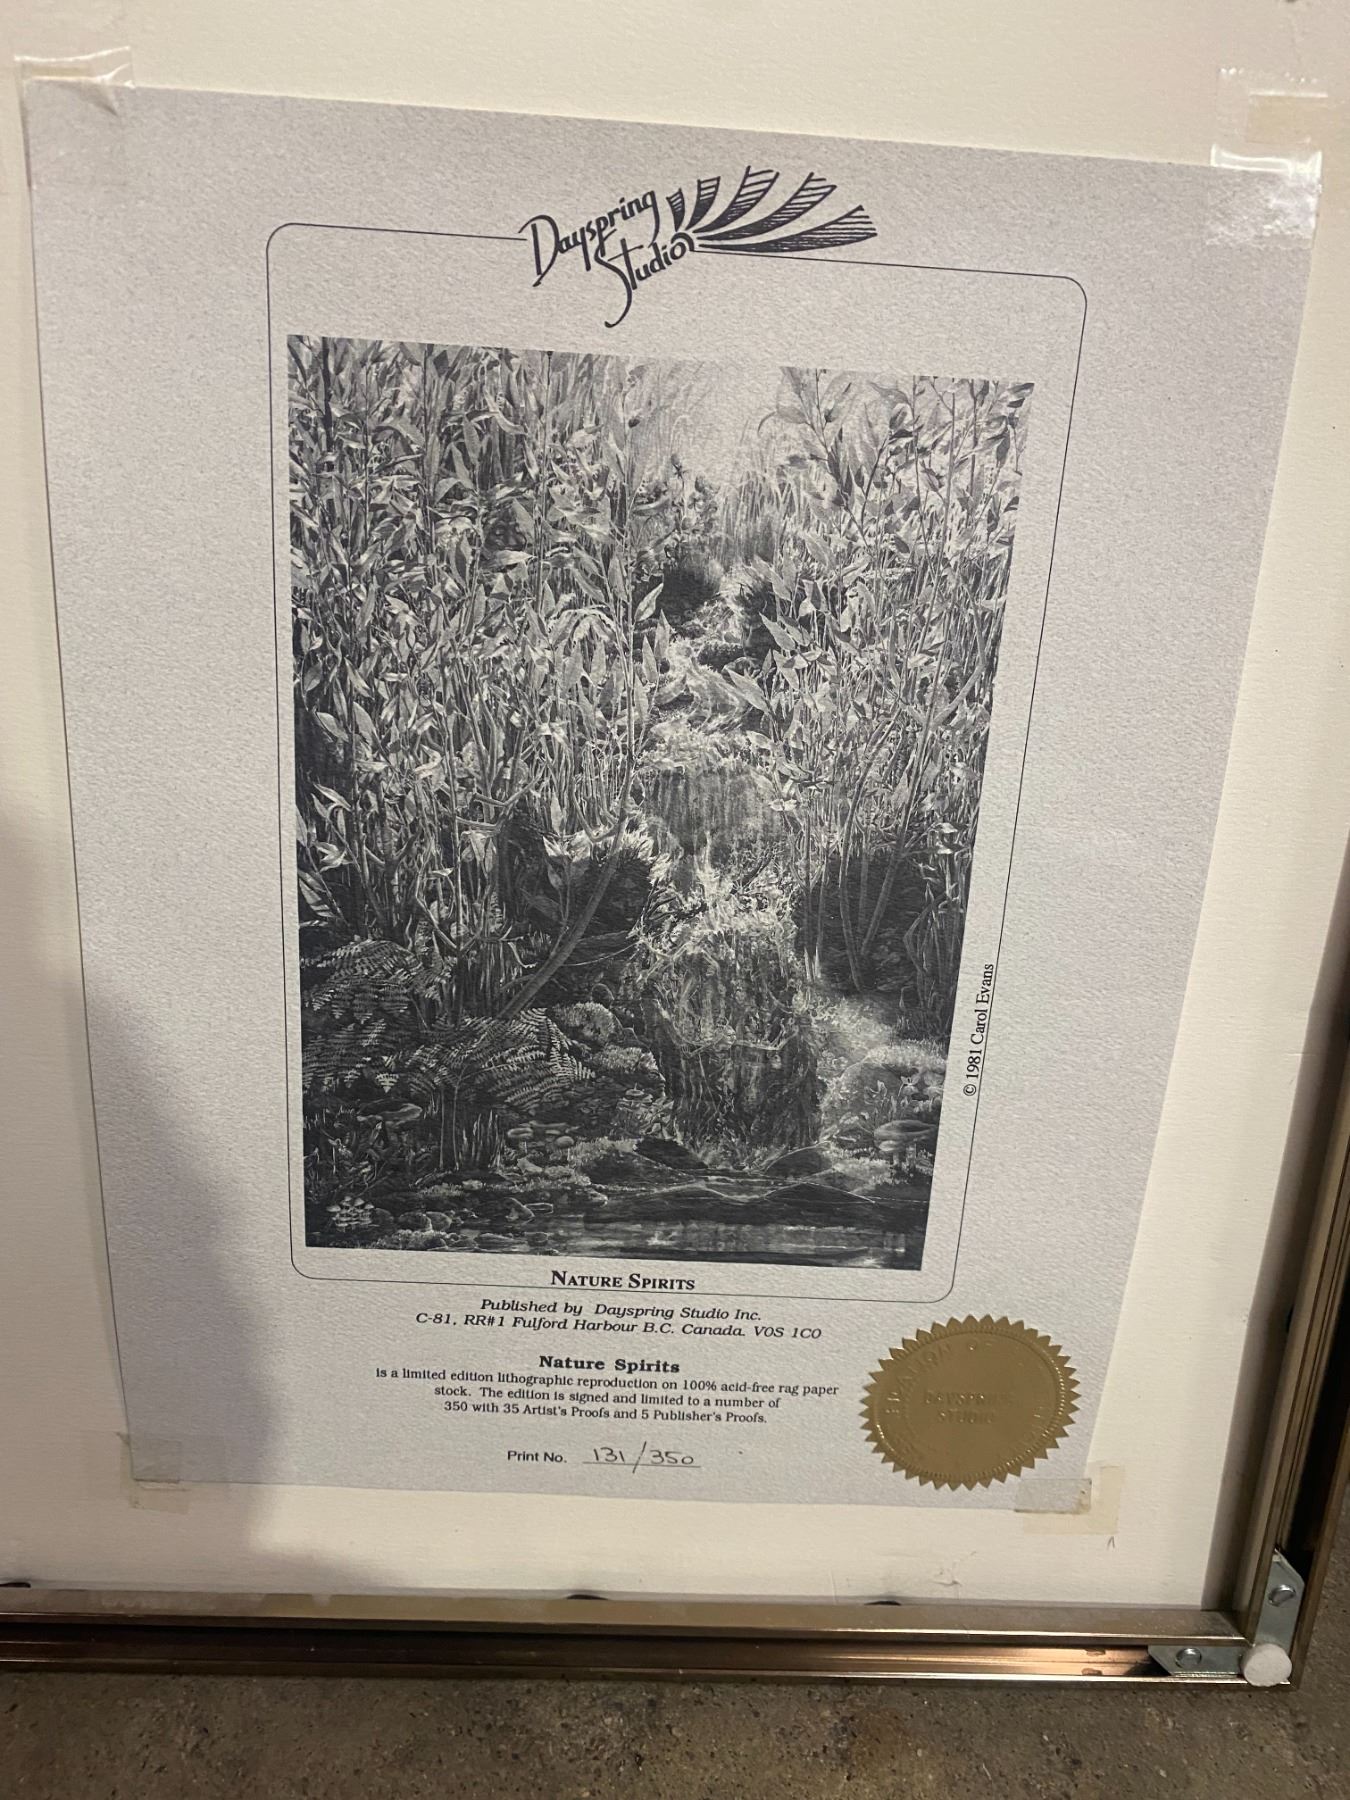 Dayspring
Studio
© 1981 Carol Evans
NATURE SPIRITS
Published by Dayspring Studio Inc.
C-81, RR#1 Fulford Harbour B.C. Canada. V0S 1C0
Nature Spirits
is a limited edition lithographic reproduction on 100% acid-free rag paper
stock. The edition is signed and limited to a number of
350 with 35 Artist's Proofs and 5 Publisher's Proofs.
Print No. 131/350
DAYSPRING
STUDIO